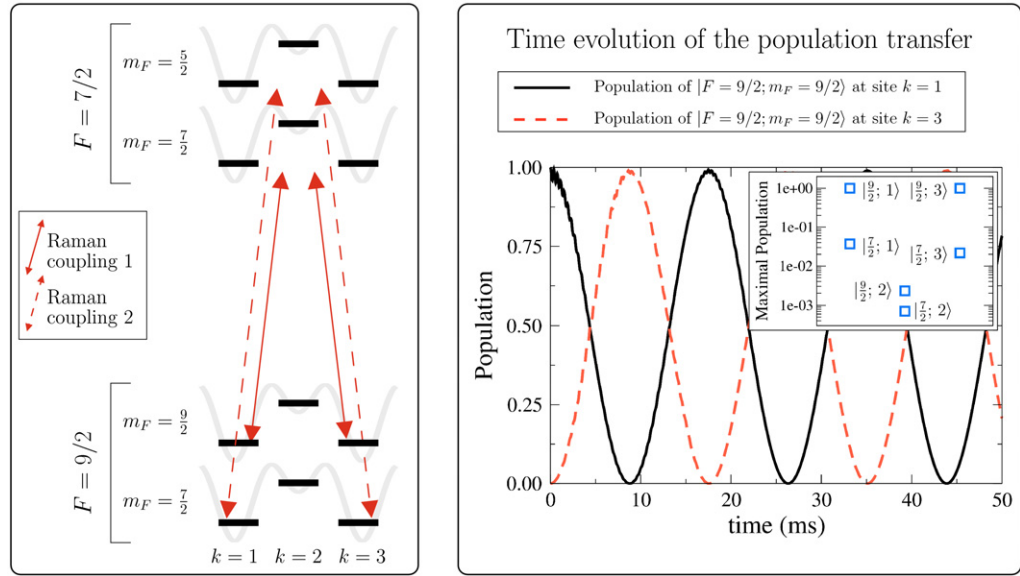 F = 7/2
m_F = 5/2
m_F = 7/2
Raman
coupling 1
Raman
coupling 2
F = 9/2
m_F = 9/2
m_F = 7/2
k = 1 k = 2 k = 3
Time evolution of the population transfer
Population of |F = 9/2; m_F = 9/2⟩ at site k = 1
Population of |F = 9/2; m_F = 9/2⟩ at site k = 3
Population
1.00
0.75
0.50
0.25
0.00
0 10 20 30 40 50
time (ms)
Maximal Population
1e+00
1e-01
1e-02
1e-03
|9/2; 1⟩ |9/2; 3⟩
|7/2; 1⟩ |7/2; 3⟩
|9/2; 2⟩
|7/2; 2⟩